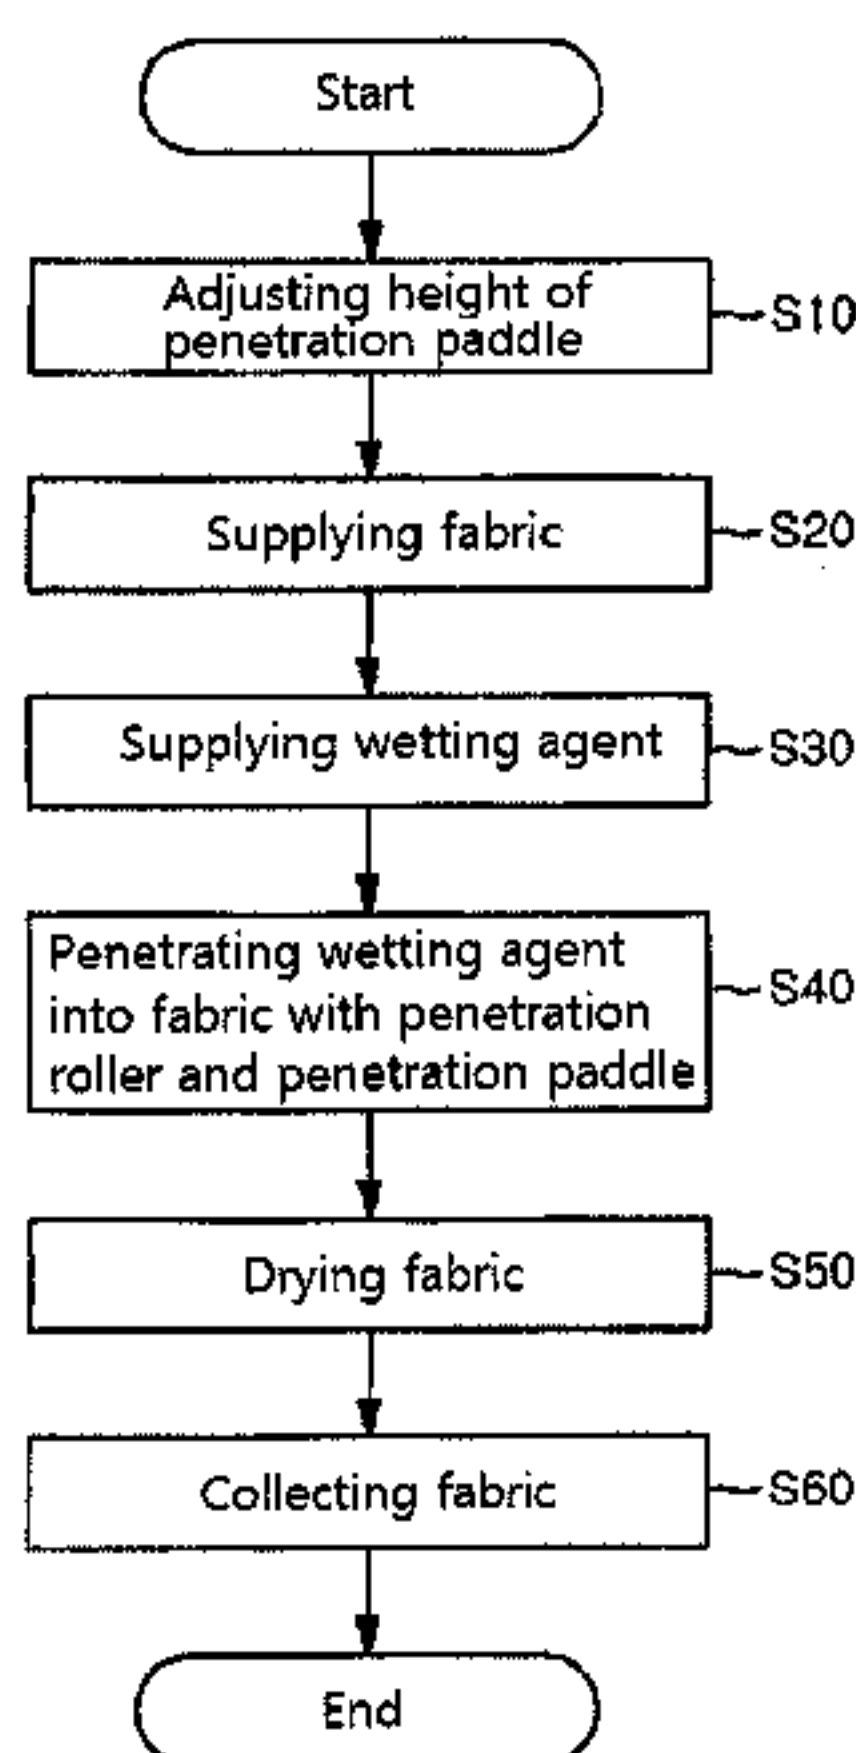 Start
Adjusting height of
penetration paddle
S10
Supplying fabric
S20
Supplying wetting agent
S30
Penetrating wetting agent
into fabric with penetration
roller and penetration paddle
S40
Drying fabric
S50
Collecting fabric
S60
End